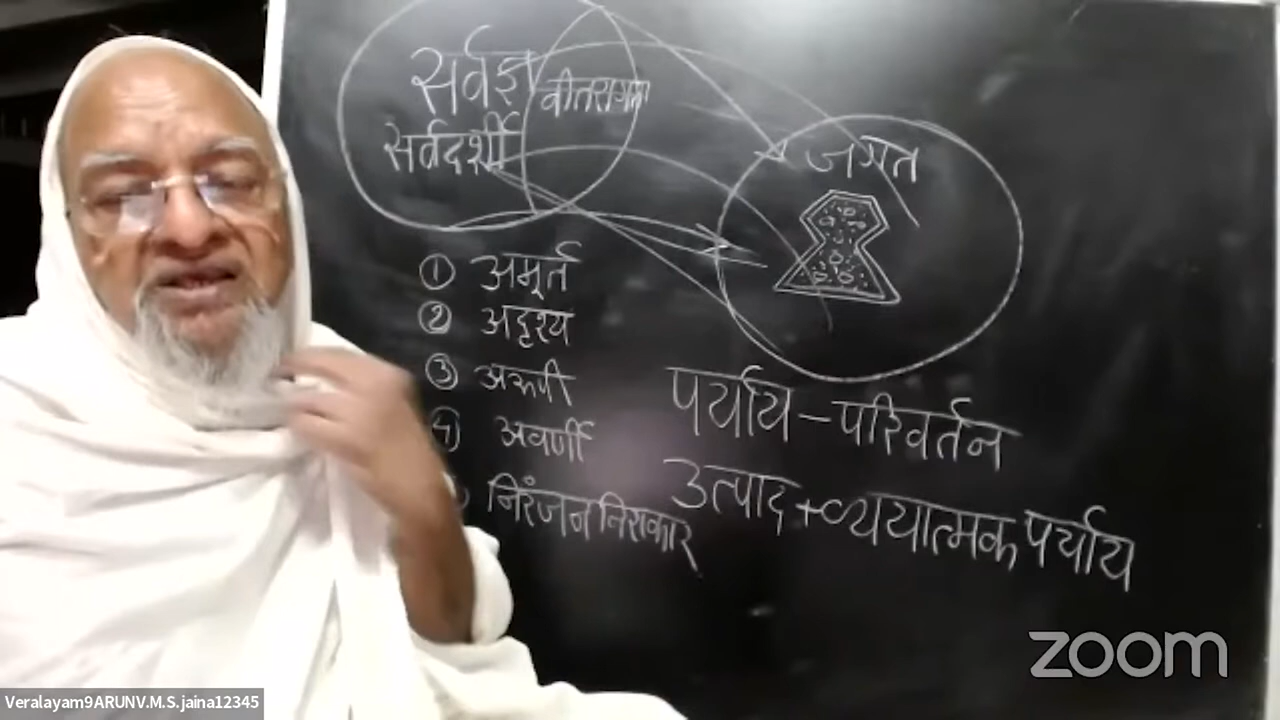 सर्वज्ञ वीतरागता
सर्वदर्शी
जगत
① अमूर्त
② अदृश्य
③ अरूपी
④ अवर्णी
निरंजन निराकार
पर्याय – परिवर्तन
उत्पाद + व्ययात्मक पर्याय
zoom
Veralayam9ARUNV.M.S.jaina12345